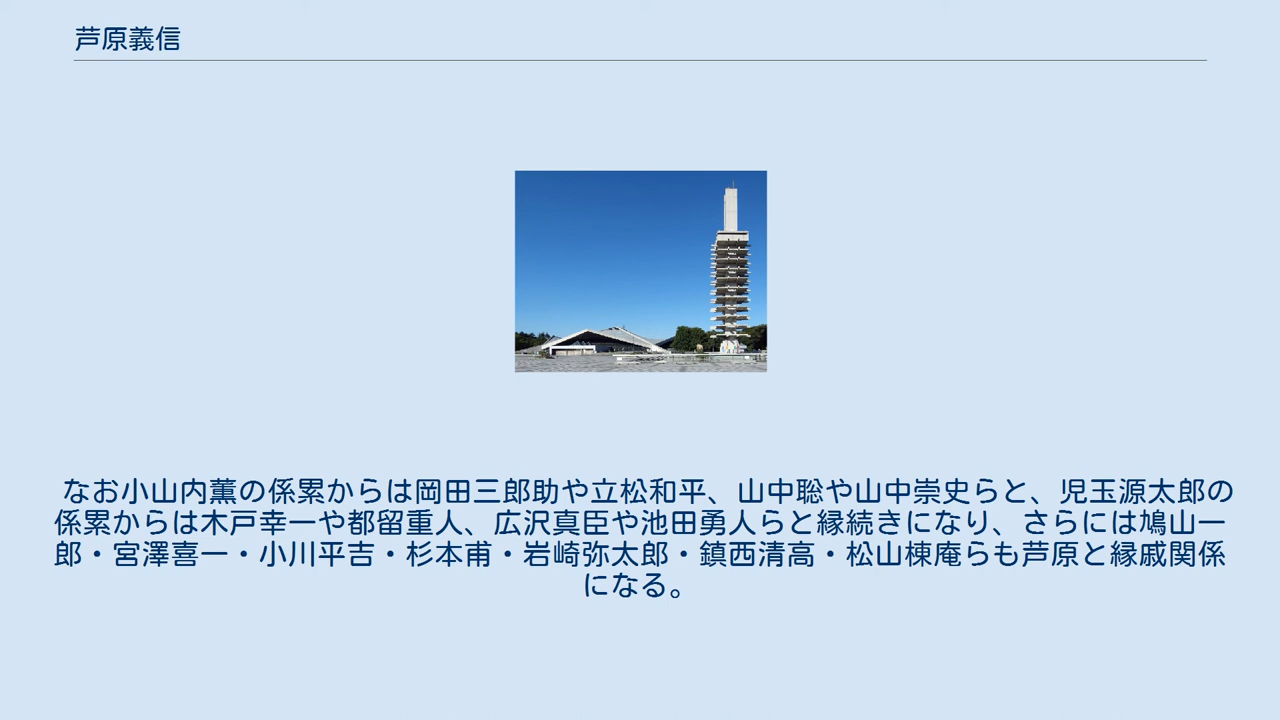 芦原義信
なお小山内薫の係累からは岡田三郎助や立松和平、山中聡や山中崇史らと、児玉源太郎の
係累からは木戸幸一や都留重人、広沢真臣や池田勇人らと縁続きになり、さらには鳩山一
郎・宮澤喜一・小川平吉・杉本甫・岩崎弥太郎・鎮西清高・松山棟庵らも芦原と縁戚関係
になる。